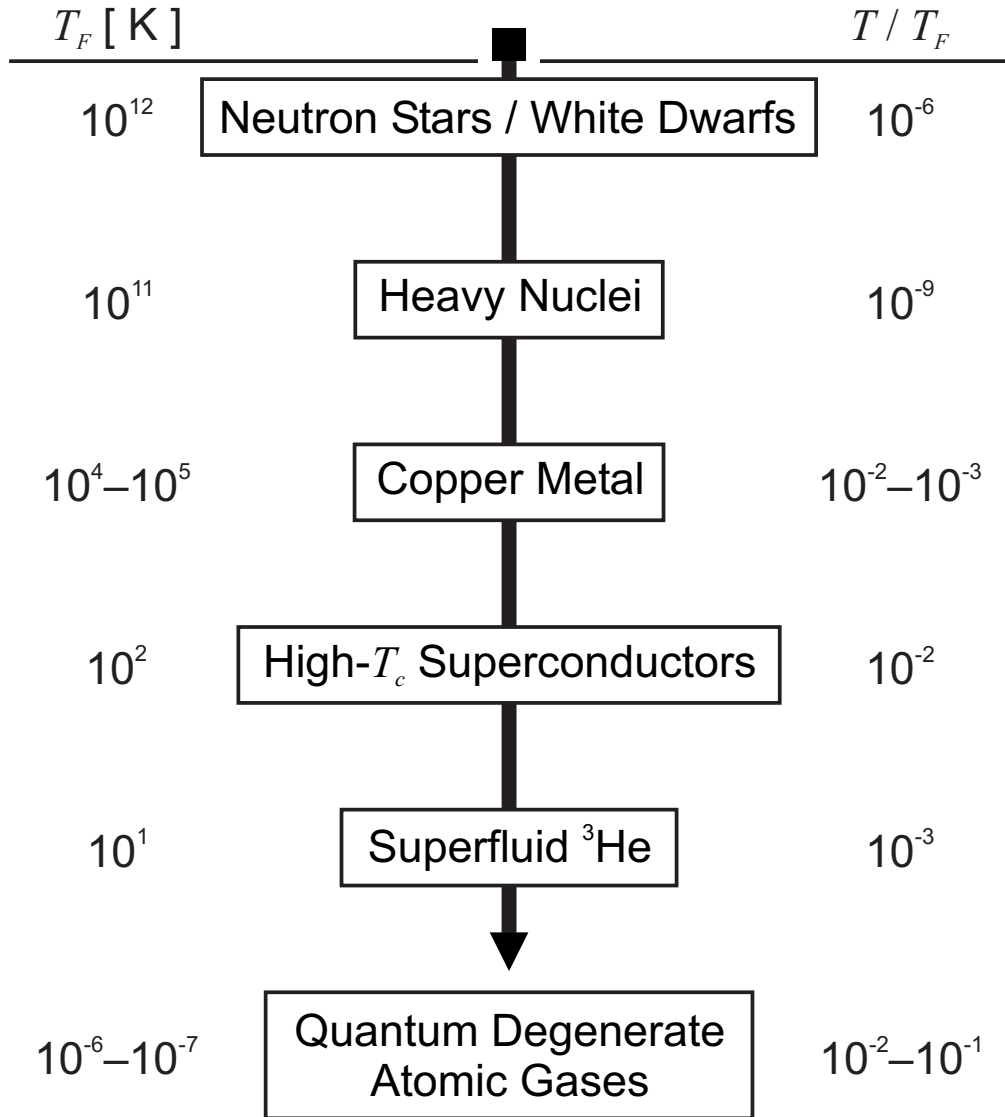 T_F [ K ] T / T_F
10^12 Neutron Stars / White Dwarfs 10^-6
10^11 Heavy Nuclei 10^-9
10^4–10^5 Copper Metal 10^-2–10^-3
10^2 High-T_c Superconductors 10^-2
10^1 Superfluid ^3He 10^-3
10^-6–10^-7 Quantum Degenerate 10^-2–10^-1
Atomic Gases